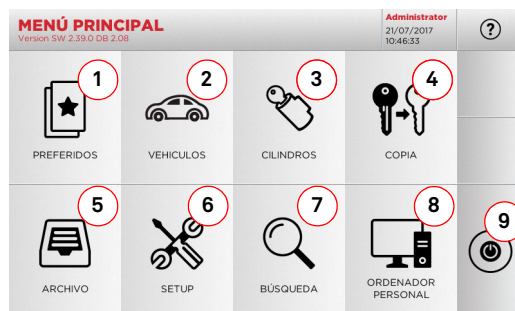 MENÚ PRINCIPAL
Version SW 2.39.0 DB 2.08
Administrator
21/07/2017
10:46:33
?
1
2
3
4
PREFERIDOS
VEHICULOS
CILINDROS
COPIA
5
6
7
8
9
ARCHIVO
SETUP
BÚSQUEDA
ORDENADOR
PERSONAL